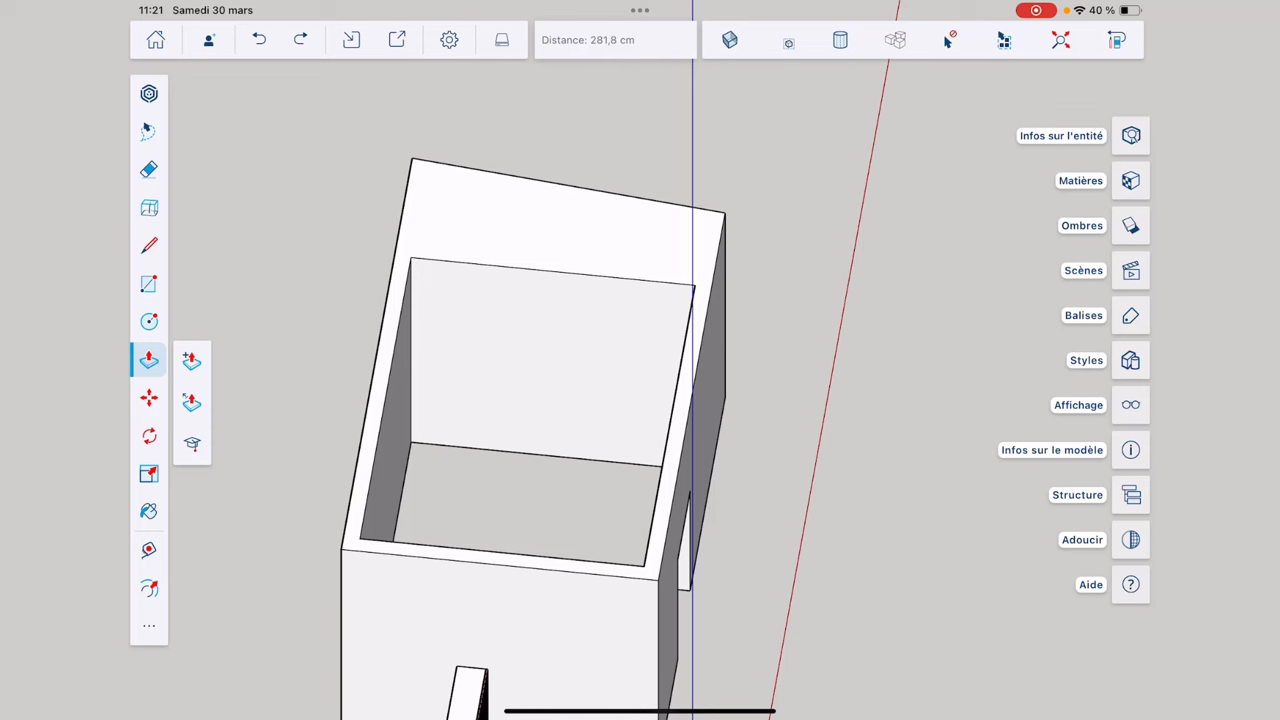 11:21 Samedi 30 mars
40 %
Distance: 281,8 cm
Infos sur l'entité
Matières
Ombres
Scènes
Balises
Styles
Affichage
Infos sur le modèle
Structure
Adoucir
Aide